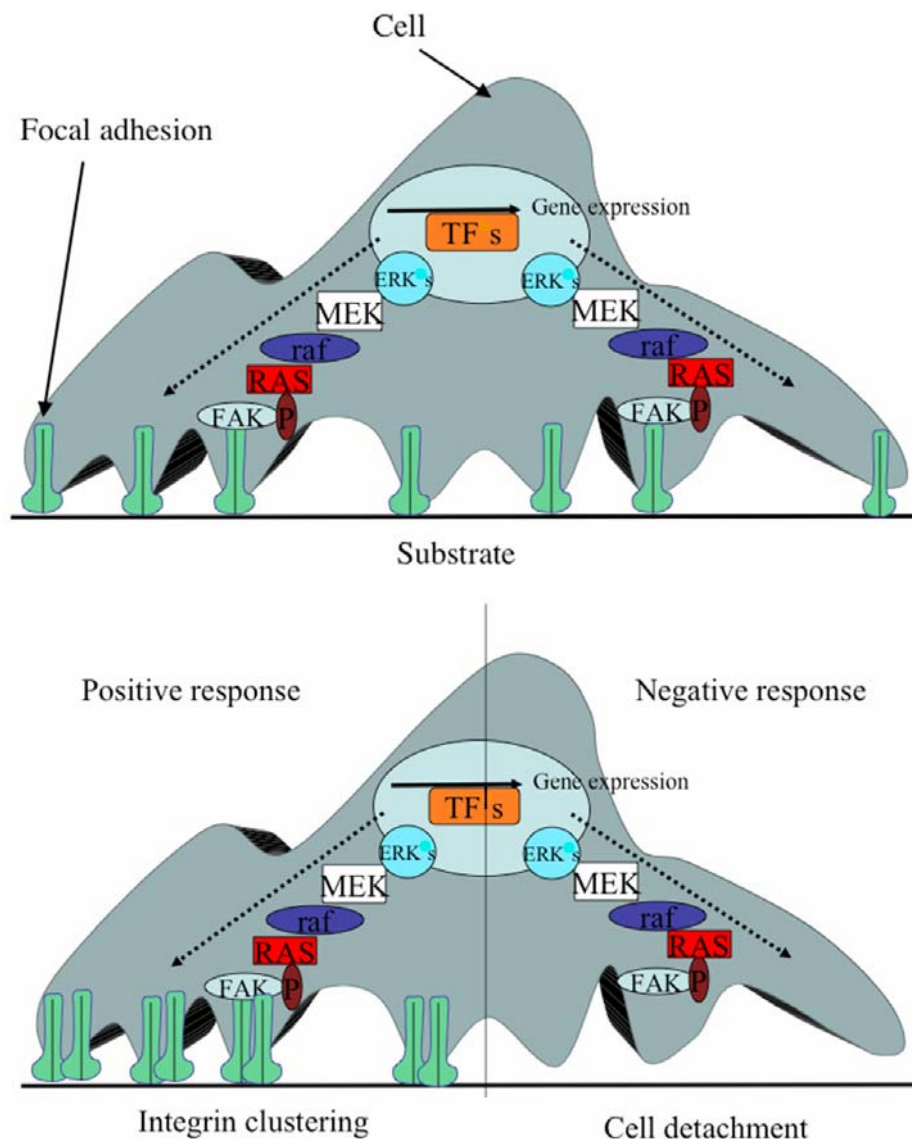 Cell
Focal adhesion
Gene expression
TF s
ERK s
ERK s
MEK
MEK
raf
raf
RAS
RAS
FAK
P
FAK
P
Substrate
Positive response
Negative response
Gene expression
TF s
ERK s
ERK s
MEK
MEK
raf
raf
RAS
RAS
FAK
P
FAK
P
Integrin clustering
Cell detachment